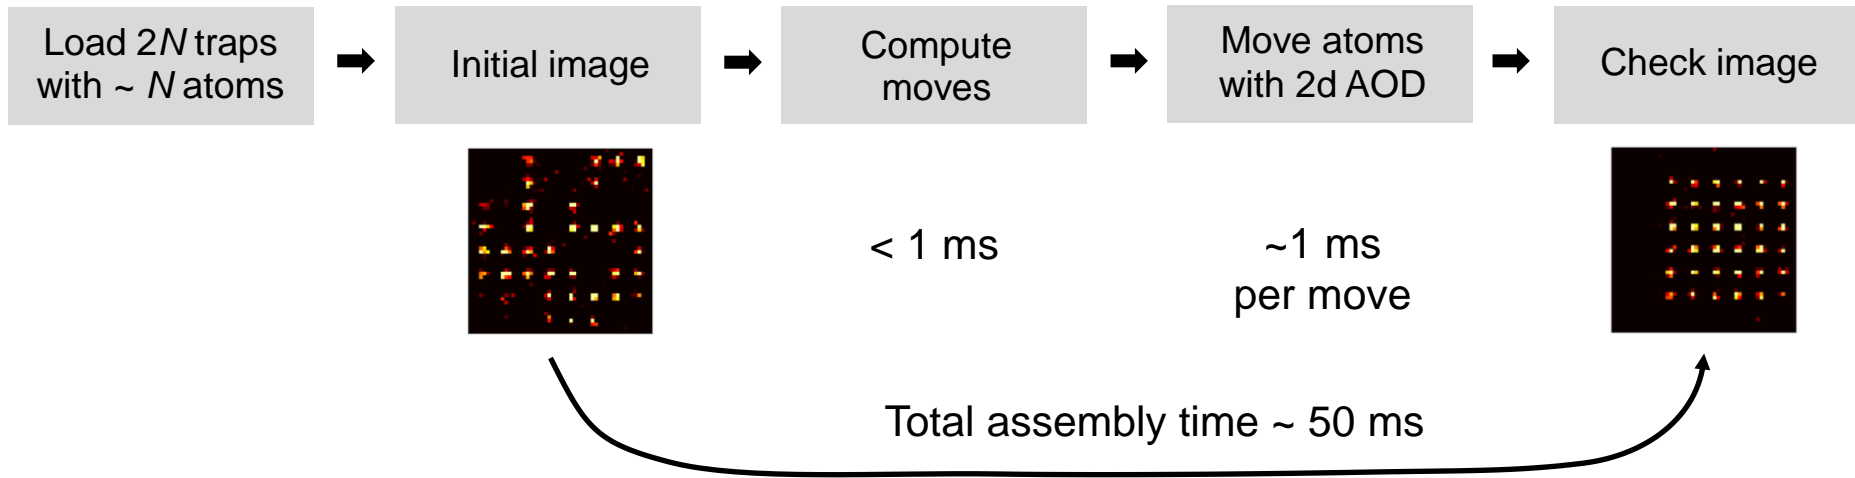 Load 2N traps
with ~ N atoms
Initial image
Compute
moves
Move atoms
with 2d AOD
Check image
< 1 ms
~1 ms
per move
Total assembly time ~ 50 ms